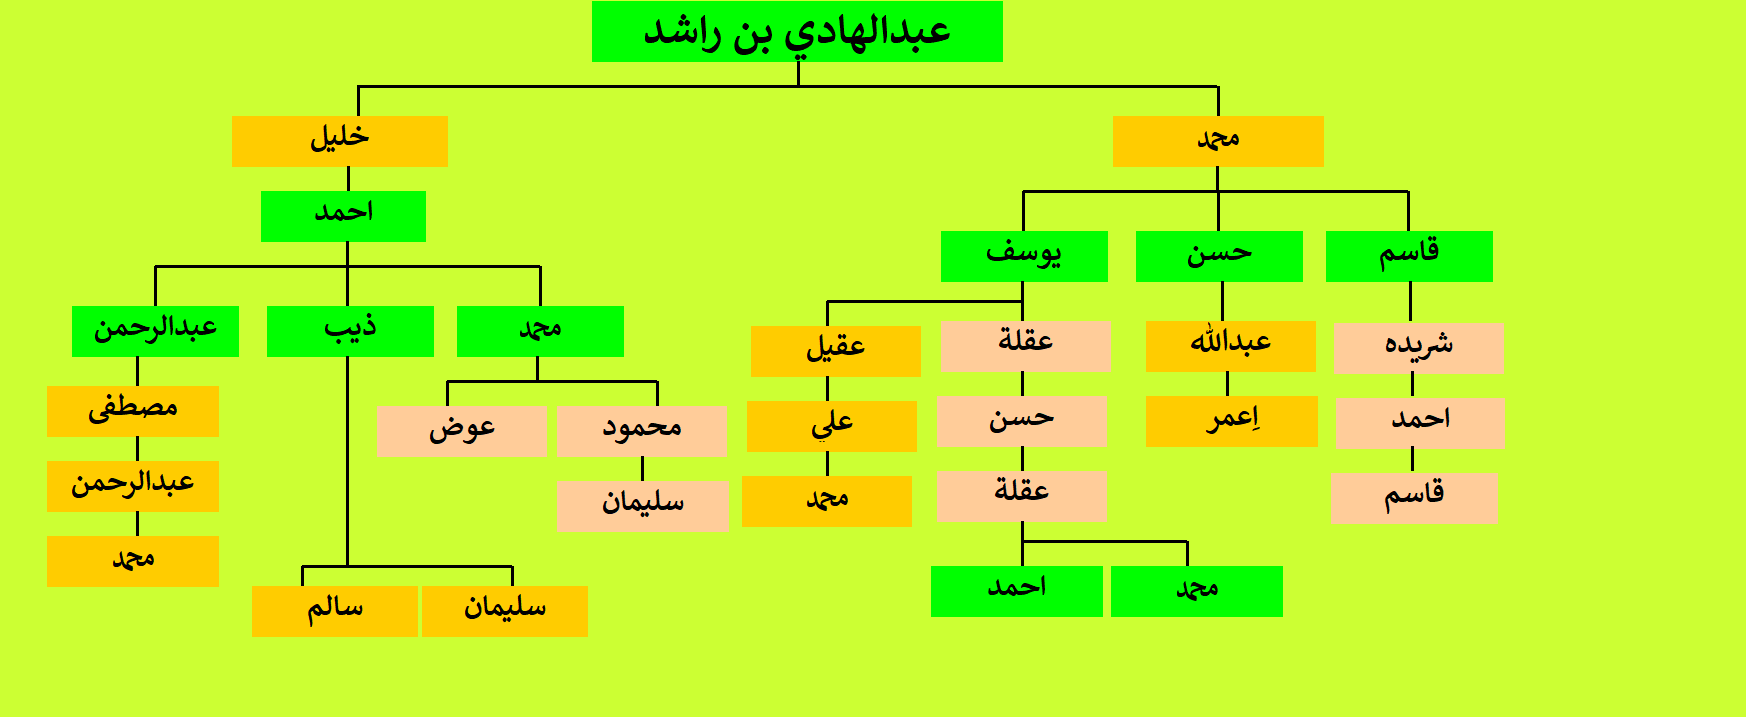 عبدالهادي بن راشد
محمد
خليل
احمد
قاسم
حسن
يوسف
محمد
ذيب
عبدالرحمن
شريده
عبدالله
عقلة
عقيل
مصطفى
احمد
اِعمر
حسن
علي
محمود
عوض
عبدالرحمن
قاسم
عقلة
محمد
سليمان
محمد
محمد
احمد
سليمان
سالم